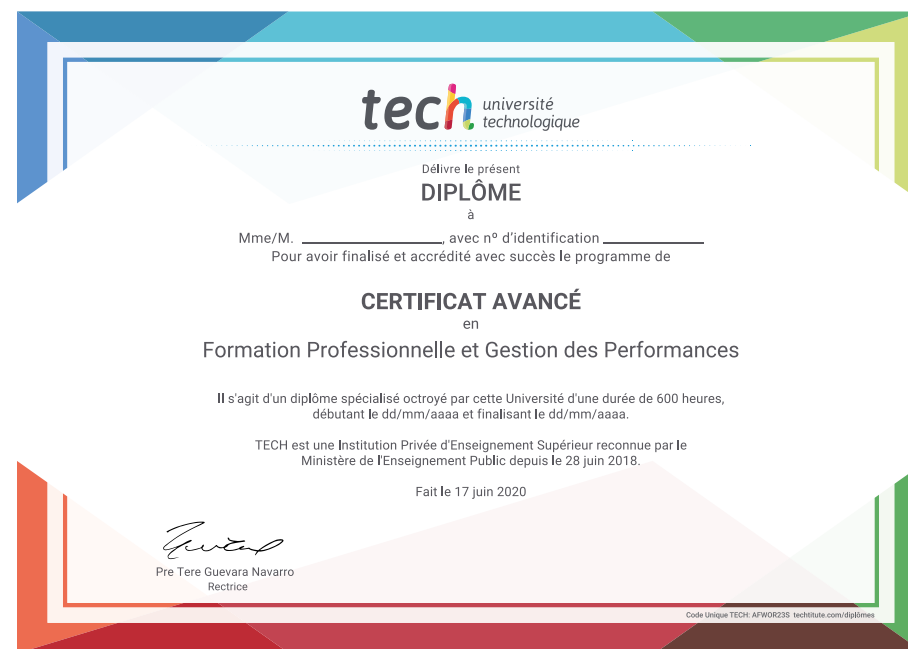 tech université
technologique
Délivre le présent
DIPLÔME
à
Mme/M. ____________________, avec nº d'identification ______________
Pour avoir finalisé et accrédité avec succès le programme de
CERTIFICAT AVANCÉ
en
Formation Professionnelle et Gestion des Performances
Il s'agit d'un diplôme spécialisé octroyé par cette Université d'une durée de 600 heures,
débutant le dd/mm/aaaa et finalisant le dd/mm/aaaa.
TECH est une Institution Privée d'Enseignement Supérieur reconnue par le
Ministère de l'Enseignement Public depuis le 28 juin 2018.
Fait le 17 juin 2020
Pre Tere Guevara Navarro
Rectrice
Code Unique TECH: AFWOR23S techtitute.com/diplômes